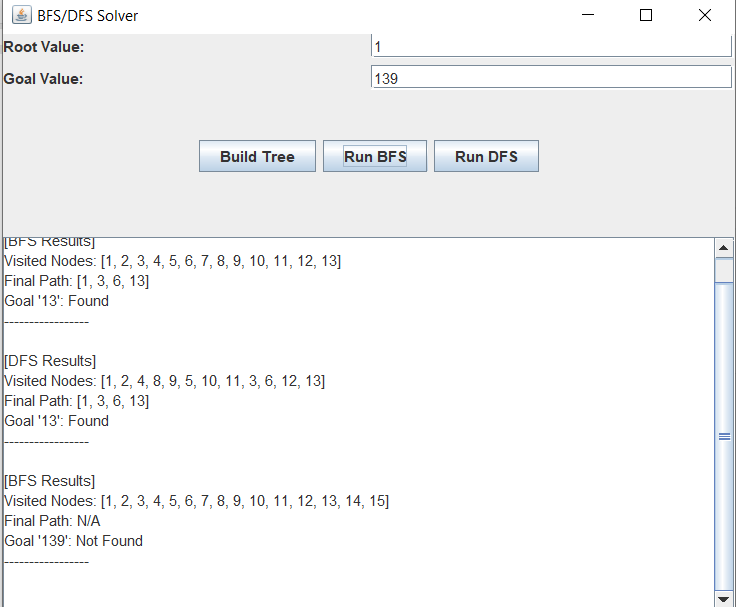 BFS/DFS Solver
Root Value: 1
Goal Value: 139
Build Tree Run BFS Run DFS
[BFS Results]
Visited Nodes: [1, 2, 3, 4, 5, 6, 7, 8, 9, 10, 11, 12, 13]
Final Path: [1, 3, 6, 13]
Goal '13': Found
-----------------
[DFS Results]
Visited Nodes: [1, 2, 4, 8, 9, 5, 10, 11, 3, 6, 12, 13]
Final Path: [1, 3, 6, 13]
Goal '13': Found
-----------------
[BFS Results]
Visited Nodes: [1, 2, 3, 4, 5, 6, 7, 8, 9, 10, 11, 12, 13, 14, 15]
Final Path: N/A
Goal '139': Not Found
-----------------